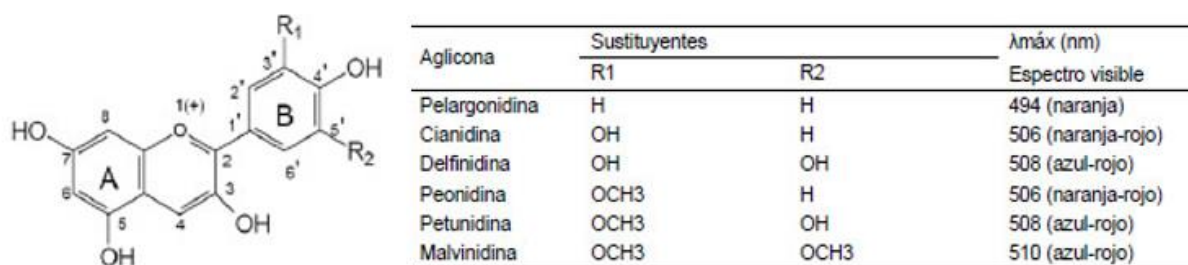 R1
3'
4'
OH
2'
B
1(+)
1'
5'
R2
6'
HO
8
O
7
A
2
6
3
5
4
OH
OH
Aglicona Sustituyentes λmáx (nm)
R1 R2 Espectro visible
Pelargonidina H H 494 (naranja)
Cianidina OH H 506 (naranja-rojo)
Delfinidina OH OH 508 (azul-rojo)
Peonidina OCH3 H 506 (naranja-rojo)
Petunidina OCH3 OH 508 (azul-rojo)
Malvinidina OCH3 OCH3 510 (azul-rojo)